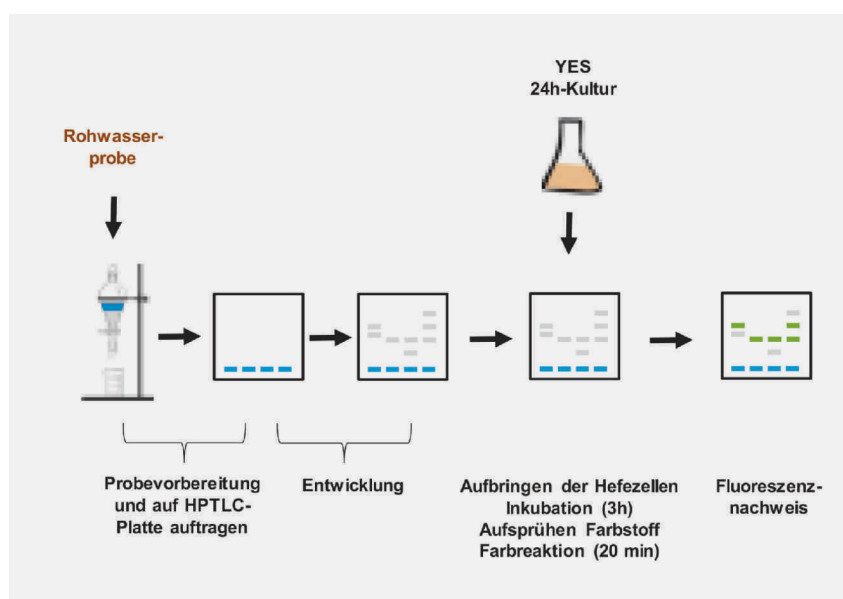 YES
24h-Kultur
Rohwasser-
probe
Probevorbereitung
und auf HPTLC-
Platte auftragen
Entwicklung
Aufbringen der Hefezellen
Inkubation (3h)
Aufsprühen Farbstoff
Farbreaktion (20 min)
Fluoreszenz-
nachweis